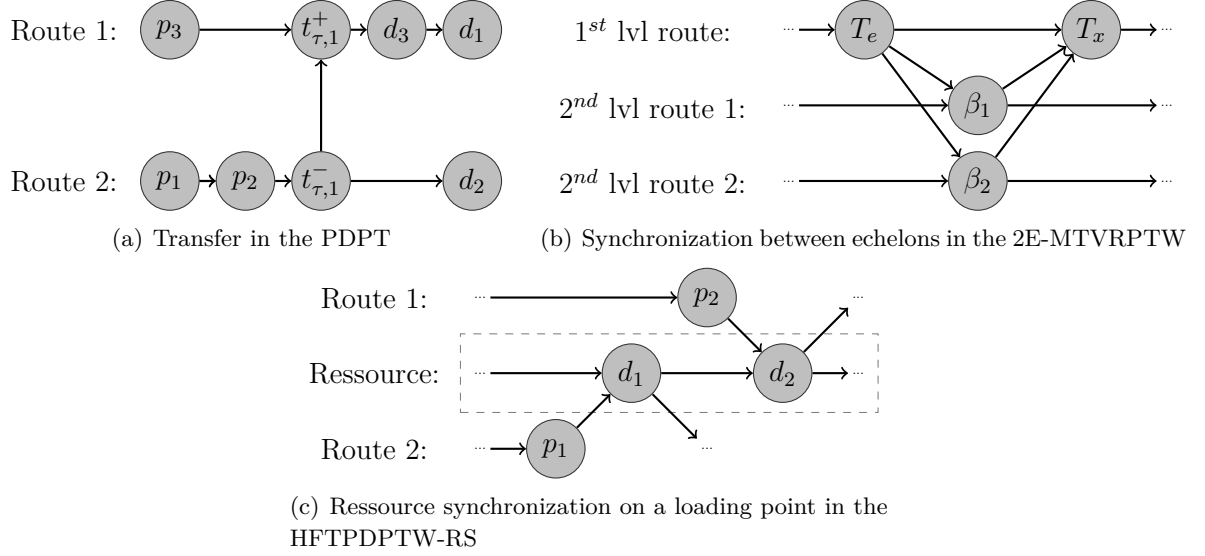 Route 1: p₃ t⁺τ,1 d₃ d₁
Route 2: p₁ p₂ t⁻τ,1 d₂
(a) Transfer in the PDPT
1ˢᵗ lvl route: ... Tₑ Tₓ ...
2ⁿᵈ lvl route 1: ... β₁ ...
2ⁿᵈ lvl route 2: ... β₂ ...
(b) Synchronization between echelons in the 2E-MTVRPTW
Route 1: ... p₂ ...
Ressource: ... d₁ d₂ ...
Route 2: ... p₁ ...
(c) Ressource synchronization on a loading point in the
HFTPDPTW-RS